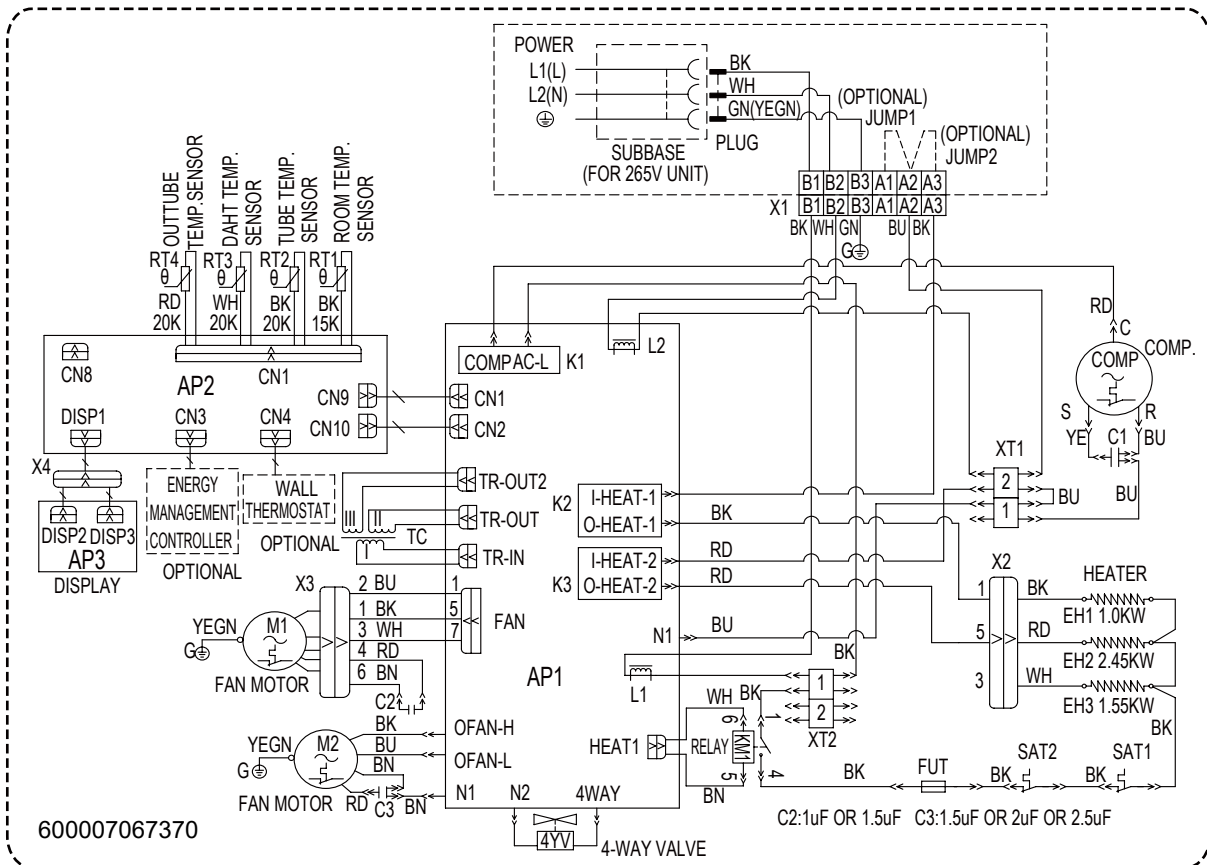 POWER
L1(L)
L2(N)
BK
WH
GN(YEGN)
PLUG
SUBBASE
(FOR 265V UNIT)
(OPTIONAL)
JUMP1
(OPTIONAL)
JUMP2
B1 B2 B3 A1 A2 A3
X1 B1 B2 B3 A1 A2 A3
BK WH GN BU BK
G
OUTTUBE
TEMP.SENSOR
DAHT TEMP.
SENSOR
TUBE TEMP.
SENSOR
ROOM TEMP.
SENSOR
RT4 RT3 RT2 RT1
θ θ θ θ
RD WH BK BK
20K 20K 20K 15K
CN8
CN1
AP2
CN9
CN10
CN1
CN2
DISP1 CN3 CN4
X4
DISP2 DISP3
AP3
DISPLAY
ENERGY
MANAGEMENT
CONTROLLER
OPTIONAL
WALL
THERMOSTAT
OPTIONAL
COMP AC-L K1
L2
TR-OUT2
TR-OUT
TR-IN
III II
I
TC
K2
I-HEAT-1
O-HEAT-1
BK
K3
I-HEAT-2
O-HEAT-2
RD
RD
N1
BU
RD
C
COMP
COMP.
S R
YE C1 BU
BU
XT1
2
1
BU
X3
2 BU 1
1 BK 5
3 WH 7
4 RD
6 BN
FAN
C2
YEGN
M1
G
FAN MOTOR
AP1
L1
BK
BK
1
2
XT2
X2
1
5
3
BK
RD
WH
HEATER
EH1 1.0KW
EH2 2.45KW
EH3 1.55KW
BK
YEGN
M2
G
FAN MOTOR
BK
BU
BN
RD C3 BN
OFAN-H
OFAN-L
N1 N2 4WAY
4YV
4-WAY VALVE
HEAT1
WH
BN
RELAY
KM
6
5
1
4
BK
FUT
BK
SAT2
BK
SAT1
C2:1uF OR 1.5uF C3:1.5uF OR 2uF OR 2.5uF
600007067370